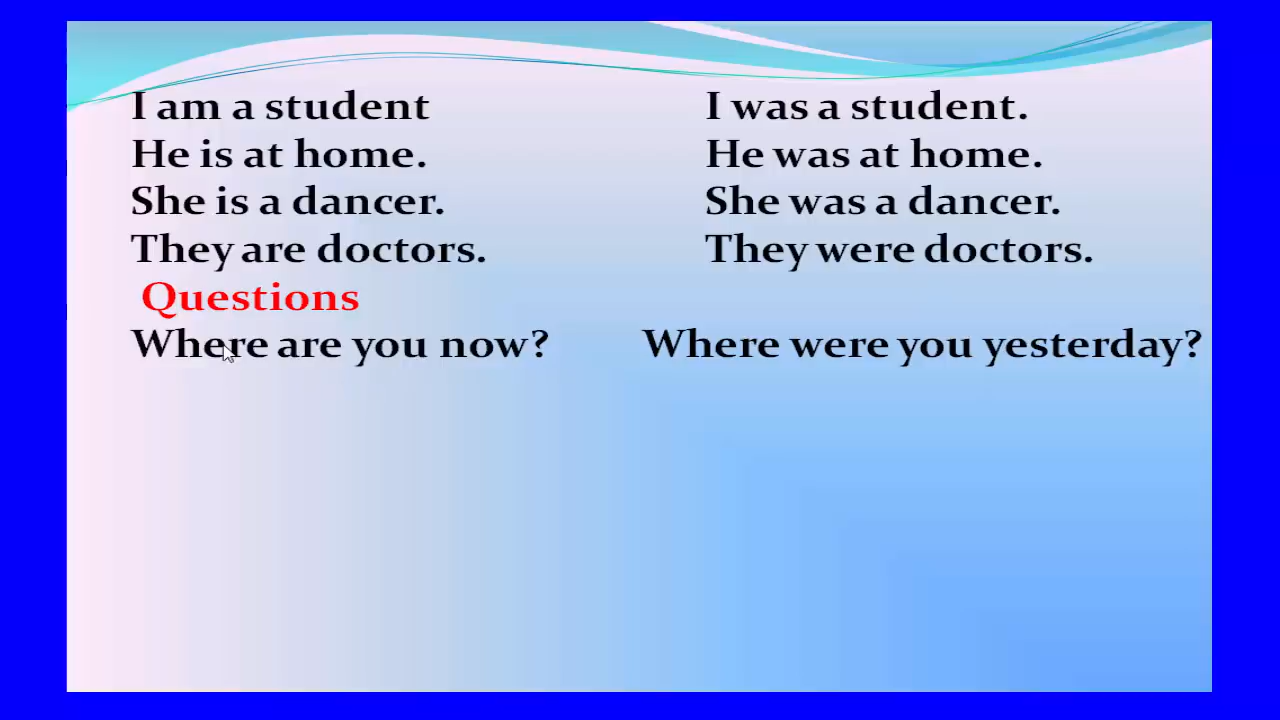 I am a student I was a student.
He is at home. He was at home.
She is a dancer. She was a dancer.
They are doctors. They were doctors.
Questions
Where are you now? Where were you yesterday?